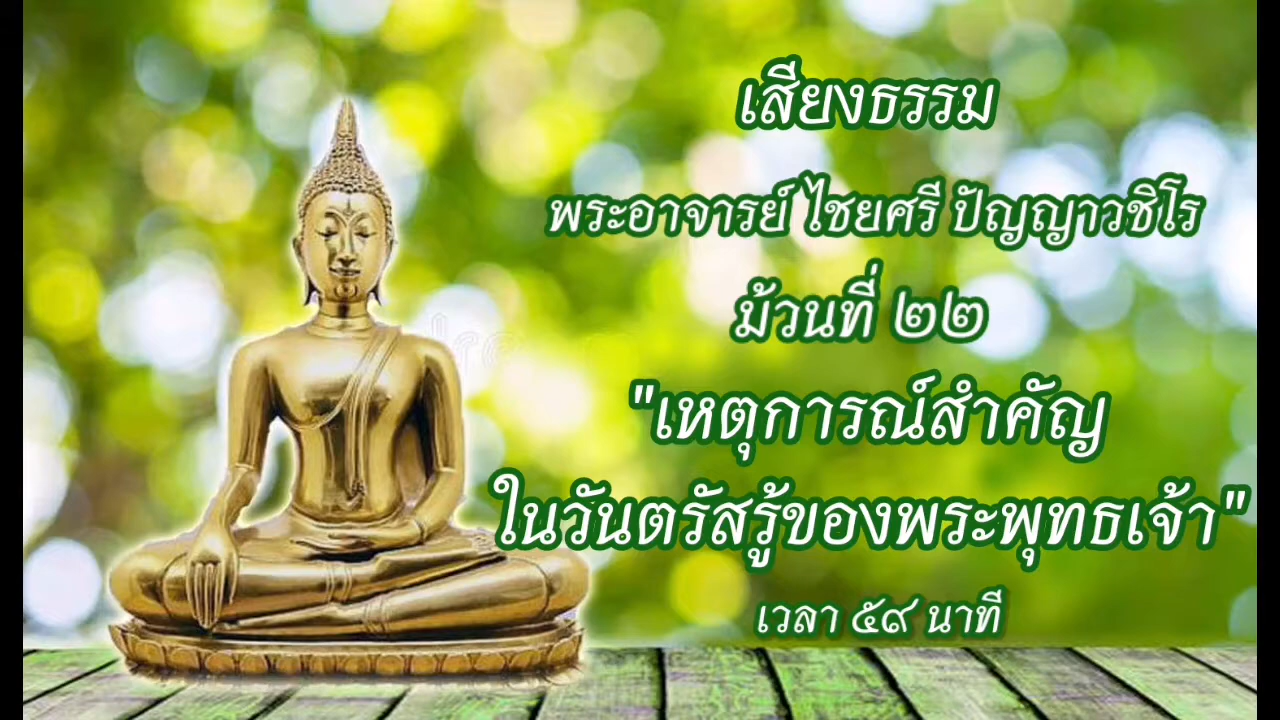 เสียงธรรม
พระอาจารย์ ไชยศรี ปัญญาวชิโร
ม้วนที่ ๒๒
"เหตุการณ์สำคัญ
ในวันตรัสรู้ของพระพุทธเจ้า"
เวลา ๕๙ นาที